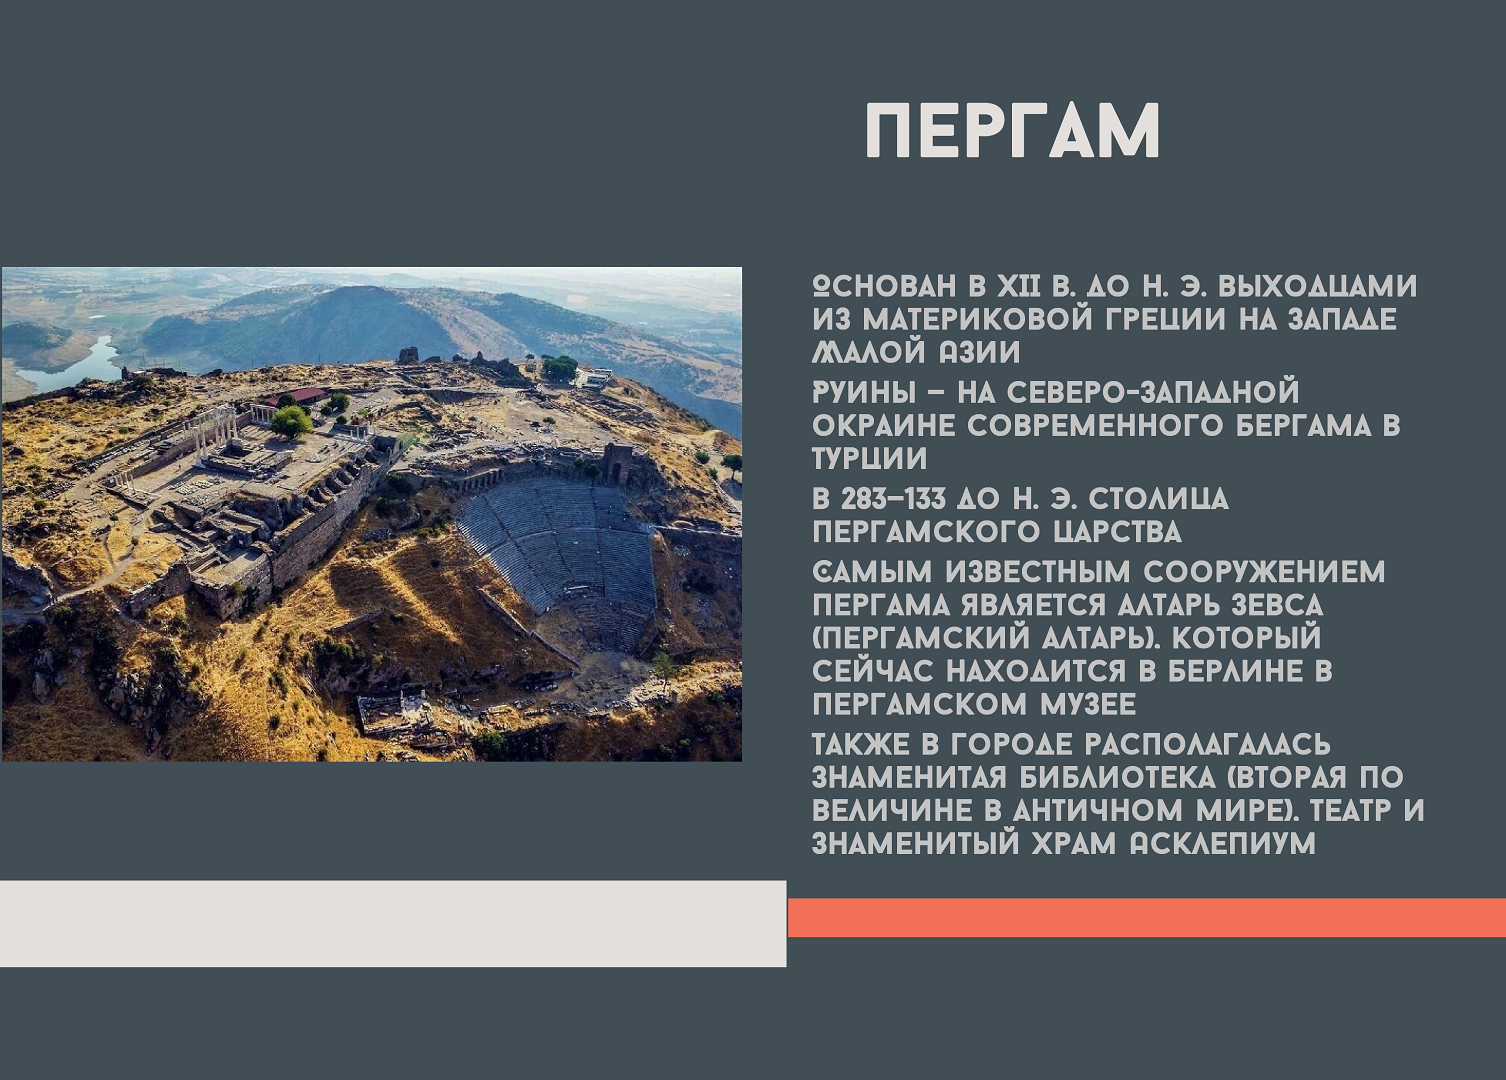 ПЕРГАМ
ОСНОВАН В XII В. ДО Н. Э. ВЫХОДЦАМИ
ИЗ МАТЕРИКОВОЙ ГРЕЦИИ НА ЗАПАДЕ
МАЛОЙ АЗИИ
РУИНЫ — НА СЕВЕРО-ЗАПАДНОЙ
ОКРАИНЕ СОВРЕМЕННОГО БЕРГАМА В
ТУРЦИИ
В 283—133 ДО Н. Э. СТОЛИЦА
ПЕРГАМСКОГО ЦАРСТВА
САМЫМ ИЗВЕСТНЫМ СООРУЖЕНИЕМ
ПЕРГАМА ЯВЛЯЕТСЯ АЛТАРЬ ЗЕВСА
(ПЕРГАМСКИЙ АЛТАРЬ). КОТОРЫЙ
СЕЙЧАС НАХОДИТСЯ В БЕРЛИНЕ В
ПЕРГАМСКОМ МУЗЕЕ
ТАКЖЕ В ГОРОДЕ РАСПОЛАГАЛАСЬ
ЗНАМЕНИТАЯ БИБЛИОТЕКА (ВТОРАЯ ПО
ВЕЛИЧИНЕ В АНТИЧНОМ МИРЕ). ТЕАТР И
ЗНАМЕНИТЫЙ ХРАМ АСКЛЕПИУМ